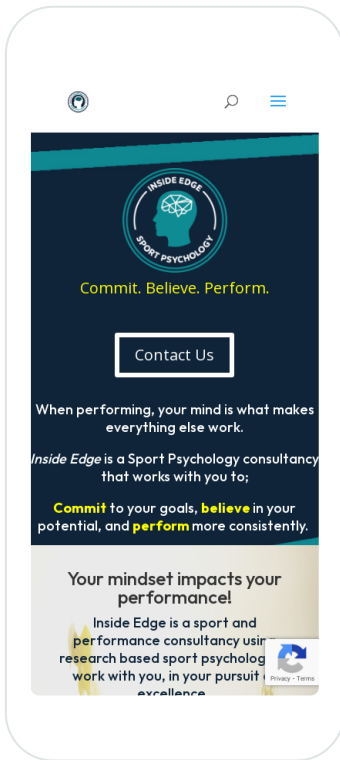 INSIDE EDGE
SPORT PSYCHOLOGY
Commit. Believe. Perform.
Contact Us
When performing, your mind is what makes
everything else work.
Inside Edge is a Sport Psychology consultancy
that works with you to;
Commit to your goals, believe in your
potential, and perform more consistently.
Your mindset impacts your
performance!
Inside Edge is a sport and
performance consultancy using
research based sport
work with you, in your pursuit
excellence
Privacy - Terms